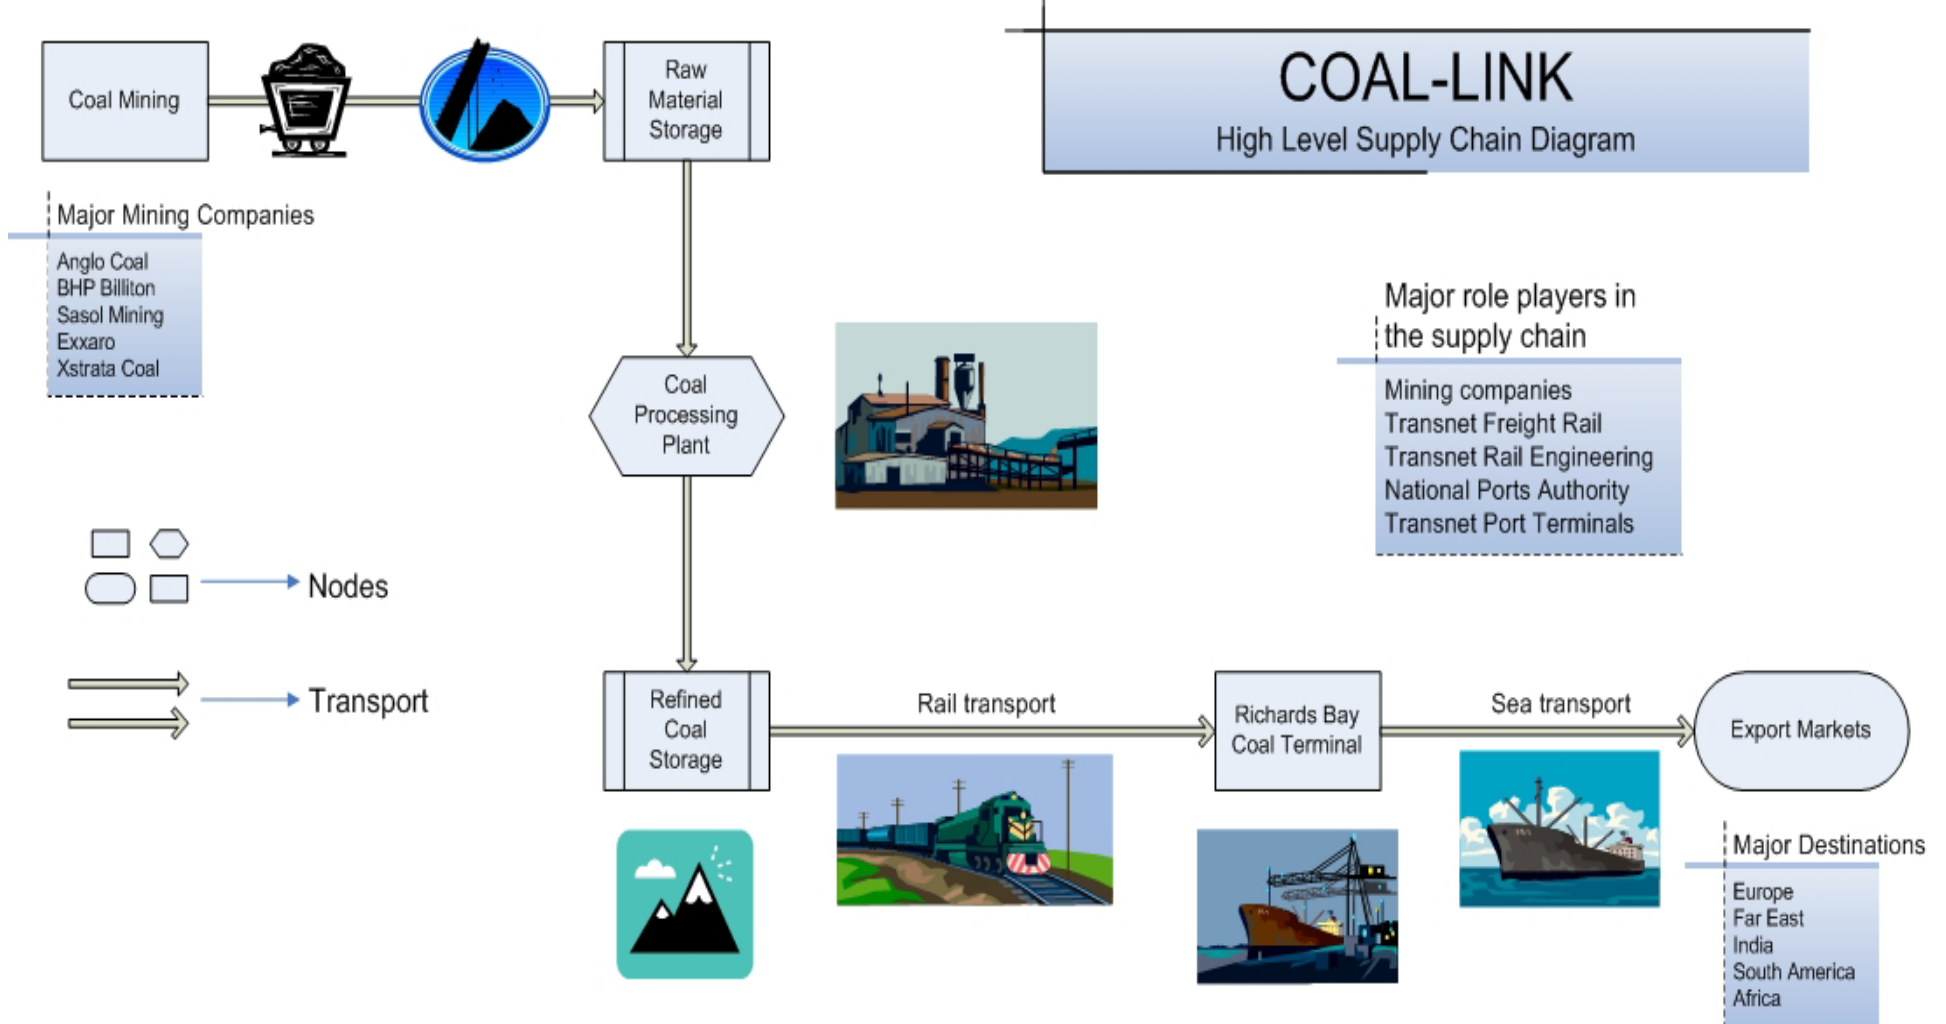 COAL-LINK
High Level Supply Chain Diagram
Coal Mining
Raw
Material
Storage
Major Mining Companies
Anglo Coal
BHP Billiton
Sasol Mining
Exxaro
Xstrata Coal
Major role players in
the supply chain
Mining companies
Transnet Freight Rail
Transnet Rail Engineering
National Ports Authority
Transnet Port Terminals
Coal
Processing
Plant
Nodes
Transport
Refined
Coal
Storage
Rail transport
Richards Bay
Coal Terminal
Sea transport
Export Markets
Major Destinations
Europe
Far East
India
South America
Africa